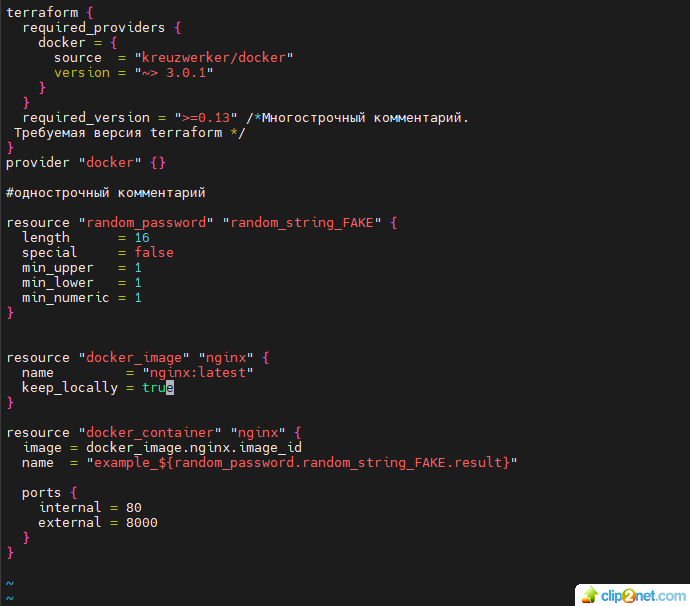 terraform {
  required_providers {
    docker = {
      source  = "kreuzwerker/docker"
      version = "~> 3.0.1"
    }
  }
  required_version = ">=0.13" /*Многострочный комментарий.
 Требуемая версия terraform */
}
provider "docker" {}

#однострочный комментарий

resource "random_password" "random_string_FAKE" {
  length      = 16
  special     = false
  min_upper   = 1
  min_lower   = 1
  min_numeric = 1
}


resource "docker_image" "nginx" {
  name         = "nginx:latest"
  keep_locally = true
}

resource "docker_container" "nginx" {
  image = docker_image.nginx.image_id
  name  = "example_${random_password.random_string_FAKE.result}"

  ports {
    internal = 80
    external = 8000
  }
}

~
~
clip2net.com